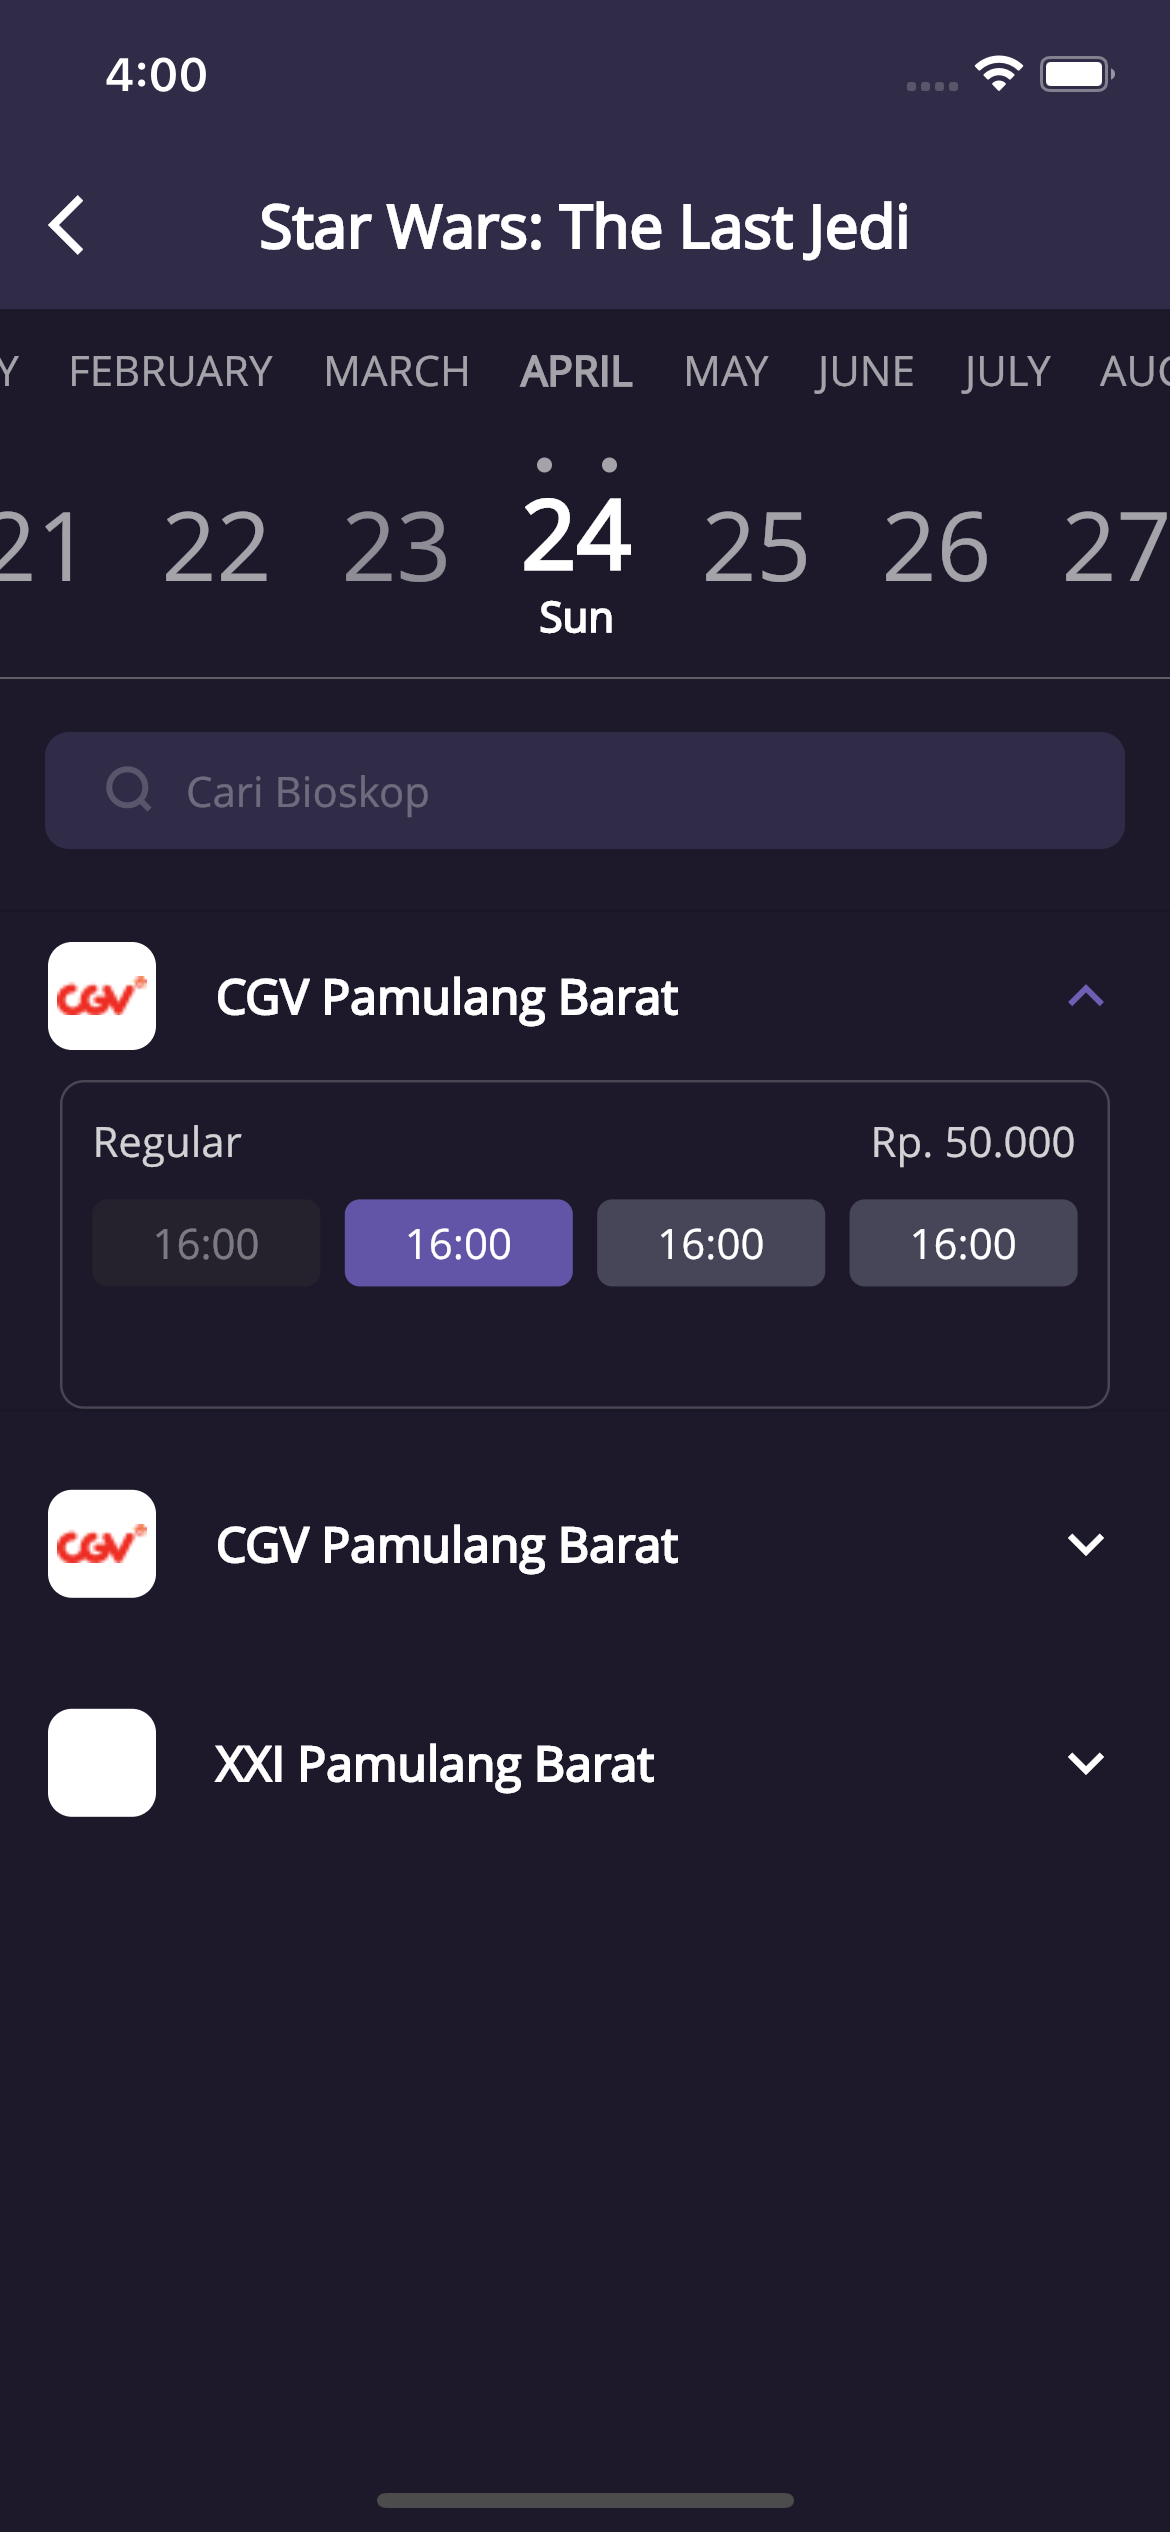 4:00
Star Wars: The Last Jedi
Y FEBRUARY MARCH APRIL MAY JUNE JULY AUG
21 22 23 24 25 26 27
Sun
Cari Bioskop
CGV CGV Pamulang Barat
Regular Rp. 50.000
16:00 16:00 16:00 16:00
CGV CGV Pamulang Barat
XXI Pamulang Barat